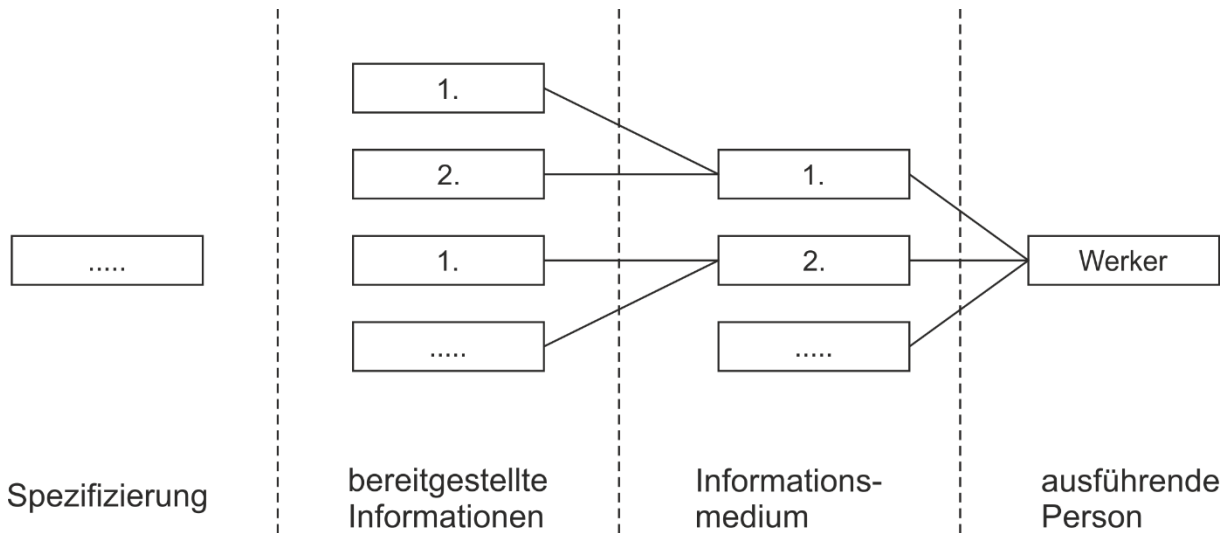 1.
2.
1.
1.
2.
.....
.....
.....
Werker
Spezifizierung
bereitgestellte
Informationen
Informations-
medium
ausführende
Person